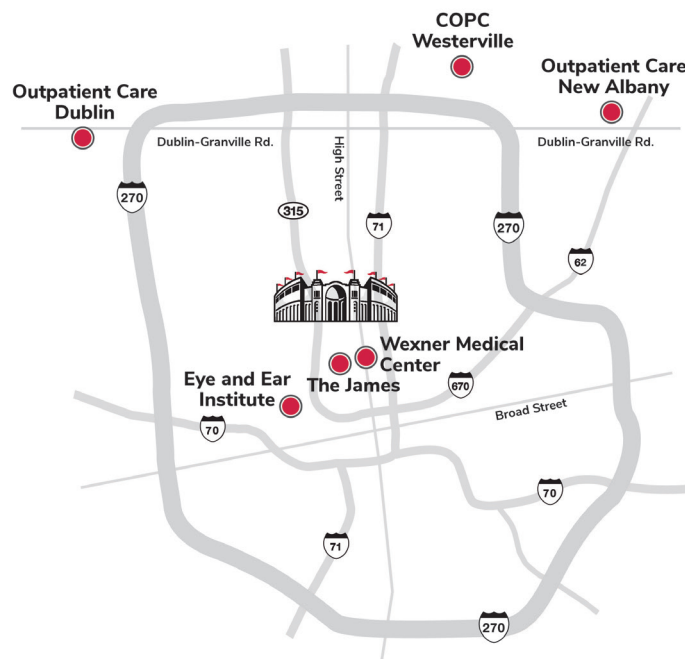 COPC
Westerville
Outpatient Care
New Albany
Outpatient Care
Dublin
Dublin-Granville Rd.
High Street
Dublin-Granville Rd.
270
315
71
270
62
Wexner Medical
Center
The James
Eye and Ear
Institute
670
Broad Street
70
70
71
270